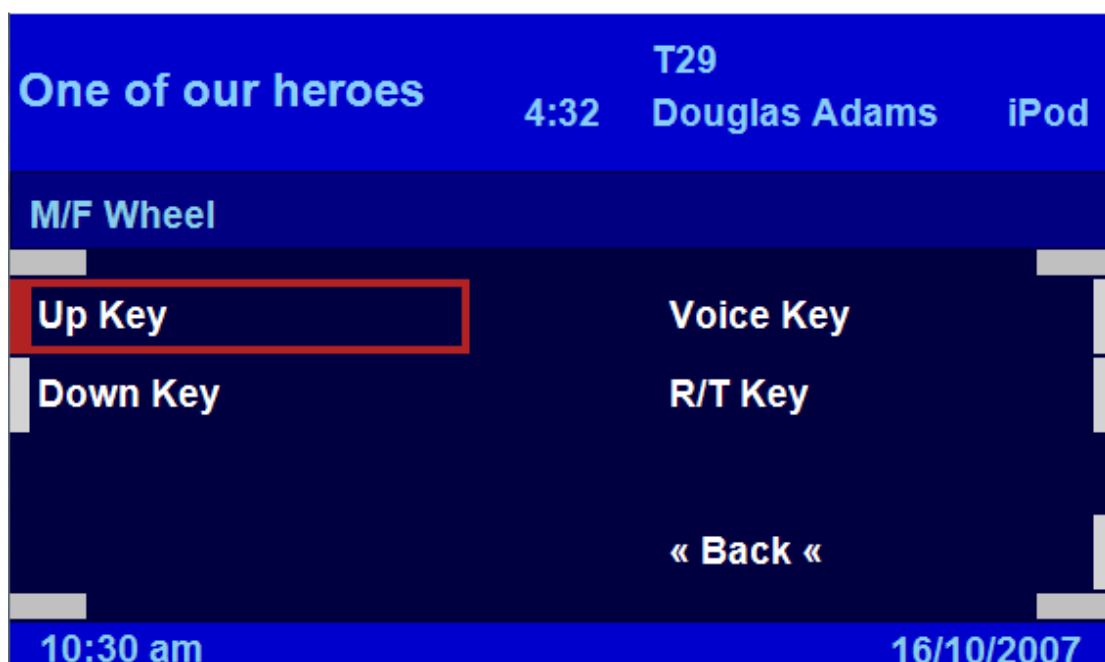 One of our heroes
T29
4:32 Douglas Adams iPod
M/F Wheel
Up Key Voice Key
Down Key R/T Key
« Back «
10:30 am 16/10/2007